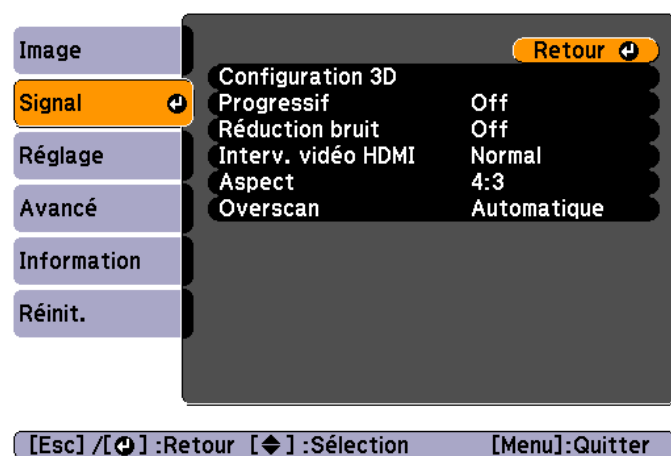 Image
Signal
Réglage
Avancé
Information
Réinit.
Retour
Configuration 3D
Progressif Off
Réduction bruit Off
Interv. vidéo HDMI Normal
Aspect 4:3
Overscan Automatique
[Esc] /[⏎] :Retour [◆] :Sélection [Menu]:Quitter